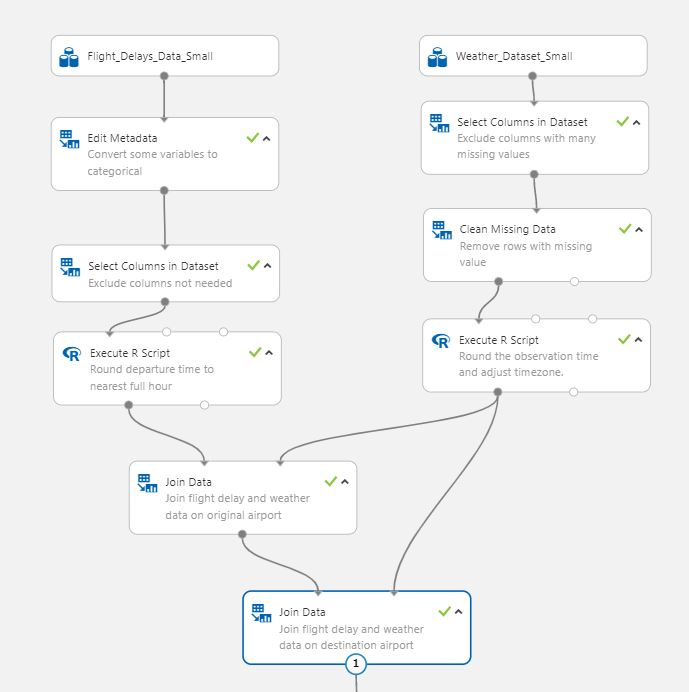 Flight_Delays_Data_Small
Weather_Dataset_Small
Edit Metadata
Convert some variables to
categorical
Select Columns in Dataset
Exclude columns with many
missing values
Clean Missing Data
Remove rows with missing
value
Select Columns in Dataset
Exclude columns not needed
R Execute R Script
Round departure time to
nearest full hour
R Execute R Script
Round the observation time
and adjust timezone.
Join Data
Join flight delay and weather
data on original airport
Join Data
Join flight delay and weather
data on destination airport
1